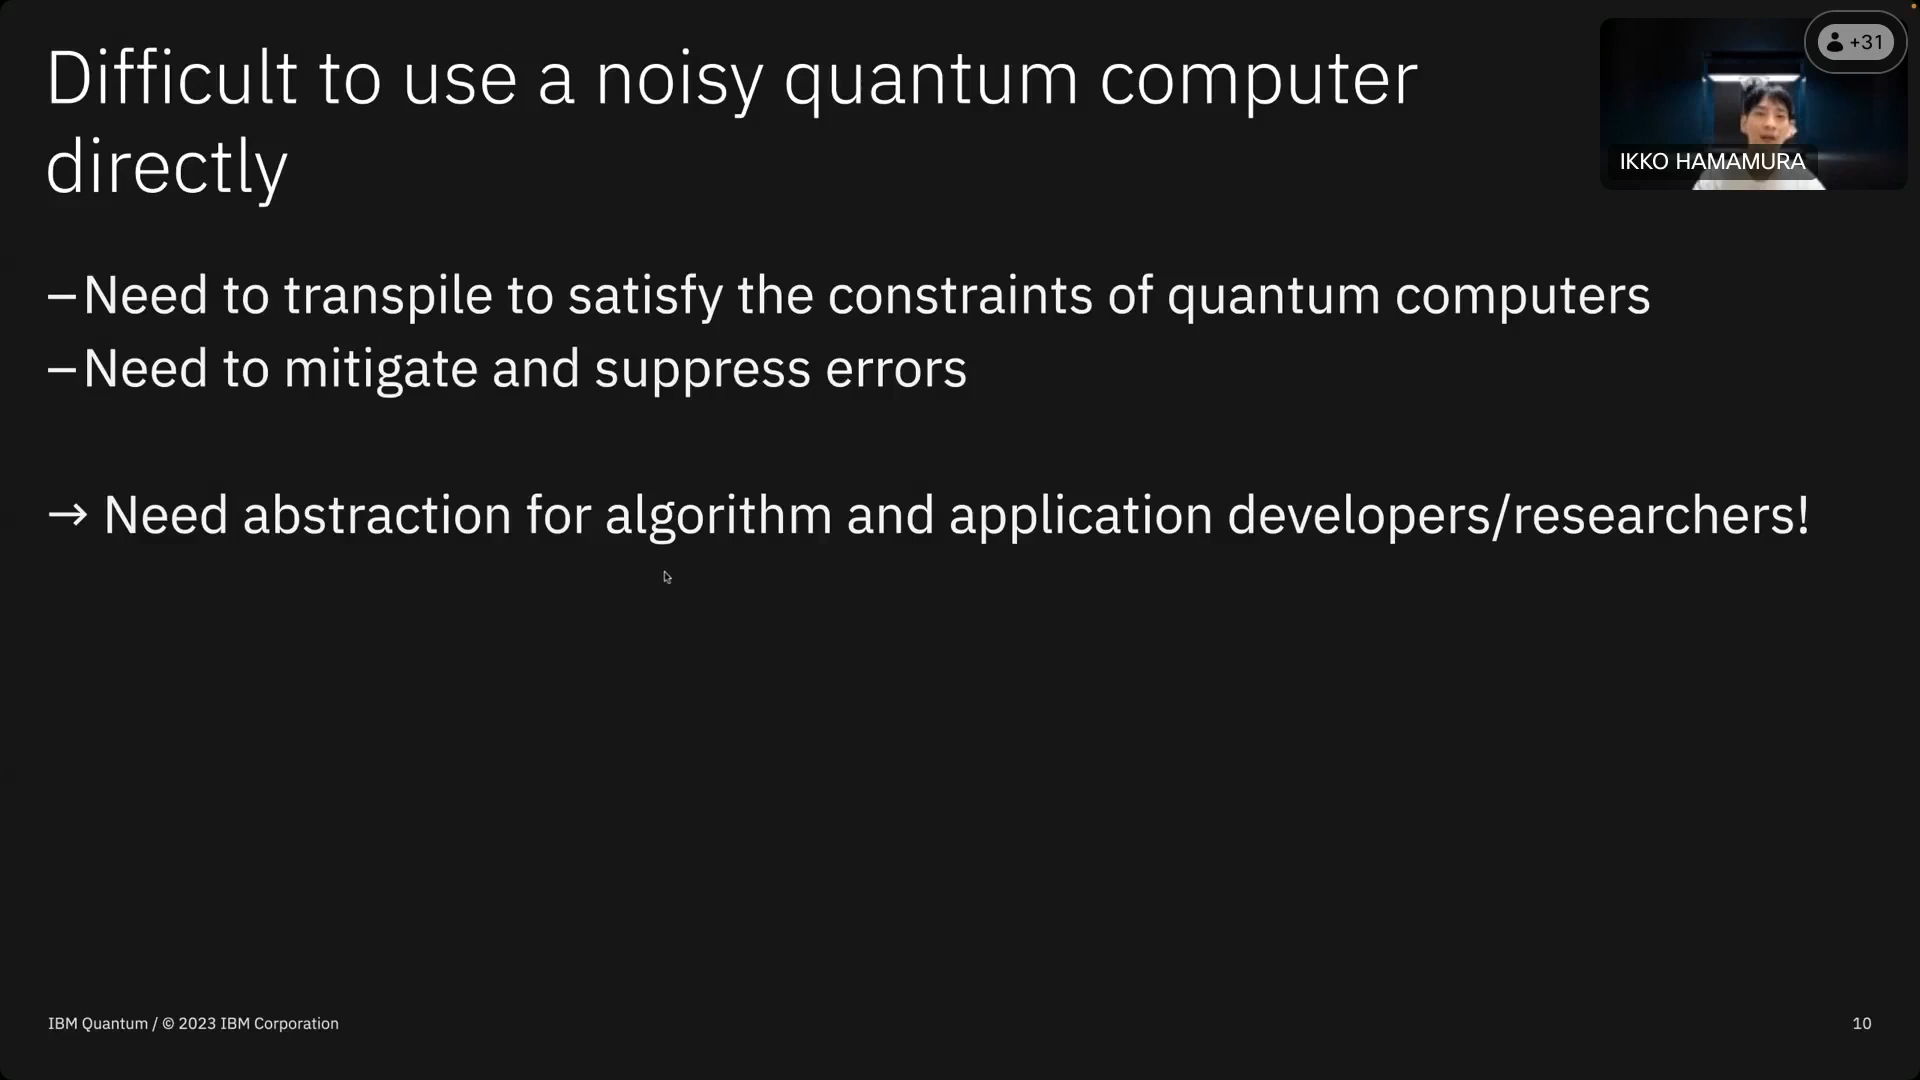 Difficult to use a noisy quantum computer
directly
+31
IKKO HAMAMURA
–Need to transpile to satisfy the constraints of quantum computers
–Need to mitigate and suppress errors
→ Need abstraction for algorithm and application developers/researchers!
IBM Quantum / © 2023 IBM Corporation
10